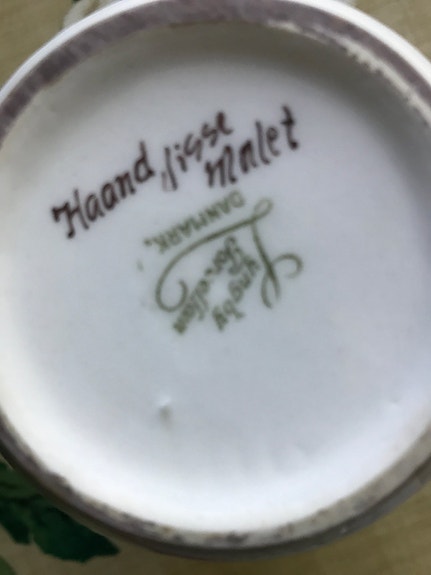 Haand Malet
Lyngby
Porcelæn
DANMARK.